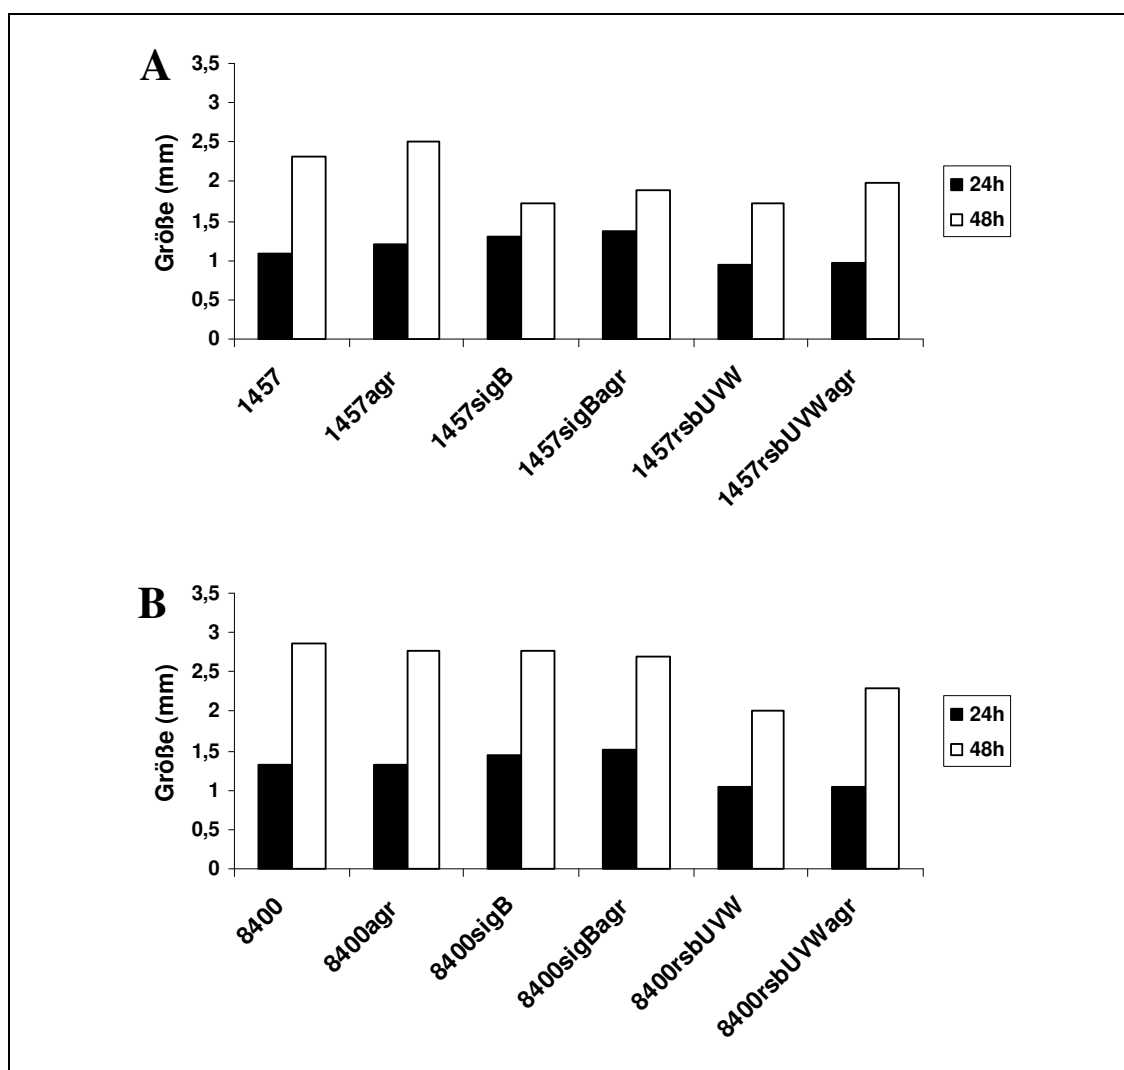 A
Größe (mm)
3,5
3
2,5
2
1,5
1
0,5
0
1457
1457agr
1457sigB
1457sigBagr
1457rsbUVW
1457rsbUVWagr
24h
48h
B
Größe (mm)
3,5
3
2,5
2
1,5
1
0,5
0
8400
8400agr
8400sigB
8400sigBagr
8400rsbUVW
8400rsbUVWagr
24h
48h